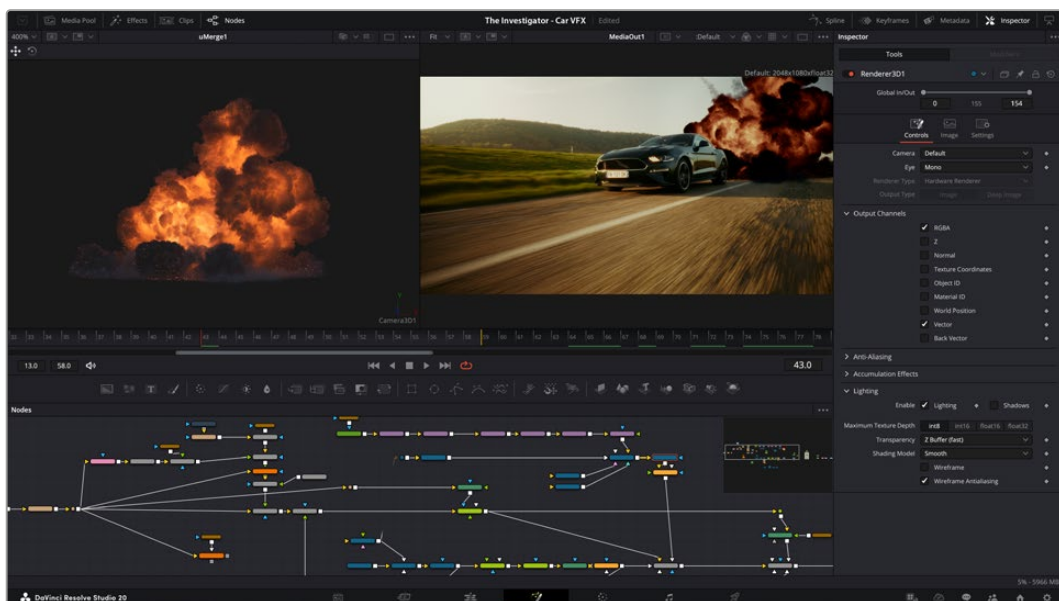 Media Pool Effects Clips Nodes The Investigator - Car VFX Edited Spline Keyframes Metadata Inspector
400% uMerge1 Fit MediaOut1 :Default Inspector
Default: 2048x1080xfloat32
Tools Modifiers
Renderer3D1
Global In/Out
0 155 154
Controls Image Settings
Camera Default
Eye Mono
Renderer Type Hardware Renderer
Output Type Image Deep Image
Output Channels
RGBA
Z
Normal
Texture Coordinates
Object ID
Material ID
World Position
Vector
Back Vector
Camera3D1
13.0 58.0 43.0
Anti-Aliasing
Accumulation Effects
Lighting
Enable Lighting Shadows
Maximum Texture Depth int8 int16 float16 float32
Transparency Z Buffer (fast)
Shading Model Smooth
Wireframe
Wireframe Antialiasing
Nodes
5% - 5966 MB
DaVinci Resolve Studio 20